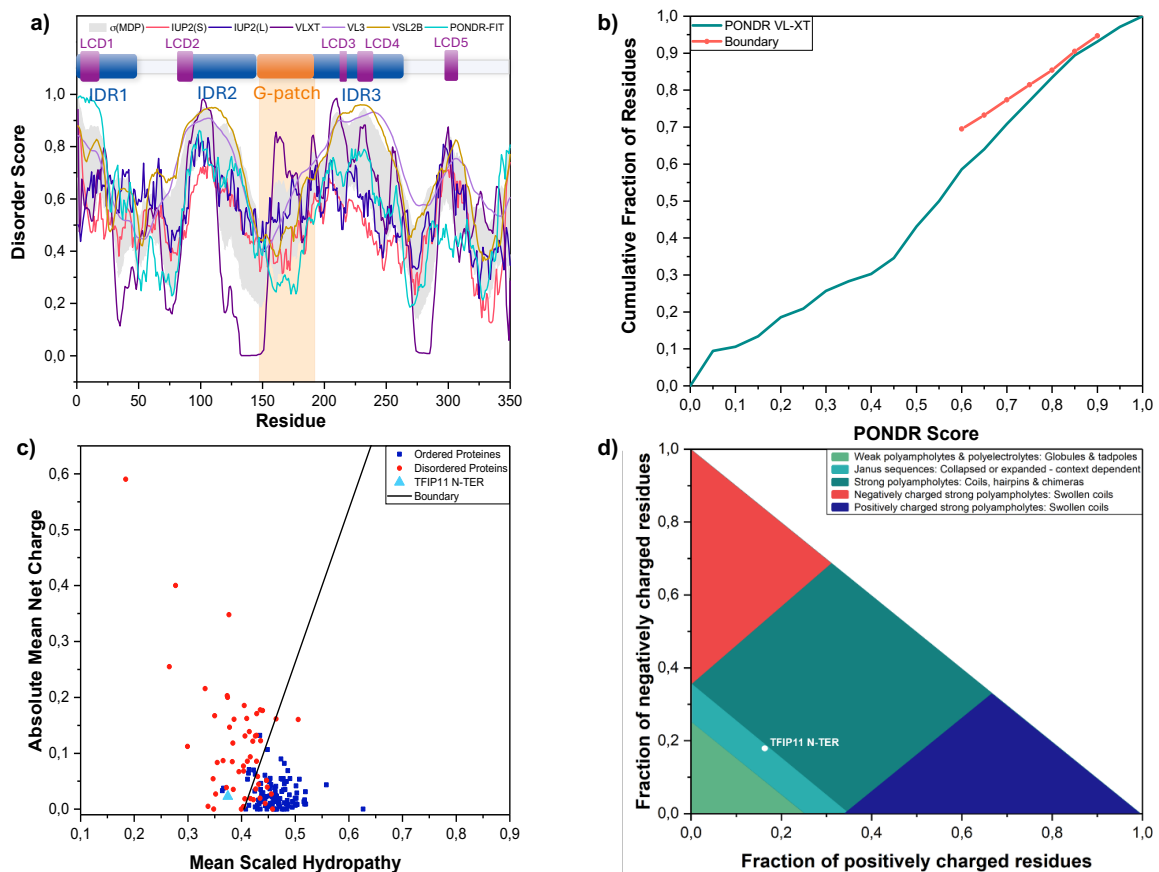 a)
σ(MDP) IUP2(S) IUP2(L) VLXT VL3 VSL2B PONDR-FIT
LCD1 LCD2 LCD3 LCD4 LCD5
IDR1 IDR2 G-patch IDR3
Disorder Score
1,0
0,8
0,6
0,4
0,2
0,0
0 50 100 150 200 250 300 350
Residue
b)
PONDR VL-XT
Boundary
Cumulative Fraction of Residues
1,0
0,9
0,8
0,7
0,6
0,5
0,4
0,3
0,2
0,1
0,0
0,0 0,1 0,2 0,3 0,4 0,5 0,6 0,7 0,8 0,9 1,0
PONDR Score
c)
Ordered Proteines
Disordered Proteins
TFIP11 N-TER
Boundary
Absolute Mean Net Charge
0,6
0,5
0,4
0,3
0,2
0,1
0,0
0,1 0,2 0,3 0,4 0,5 0,6 0,7 0,8 0,9
Mean Scaled Hydropathy
d)
Weak polyampholytes & polyelectrolytes: Globules & tadpoles
Janus sequences: Collapsed or expanded - context dependent
Strong polyampholytes: Coils, hairpins & chimeras
Negatively charged strong polyampholytes: Swollen coils
Positively charged strong polyampholytes: Swollen coils
TFIP11 N-TER
Fraction of negatively charged residues
1,0
0,8
0,6
0,4
0,2
0,0
0,0 0,2 0,4 0,6 0,8 1,0
Fraction of positively charged residues